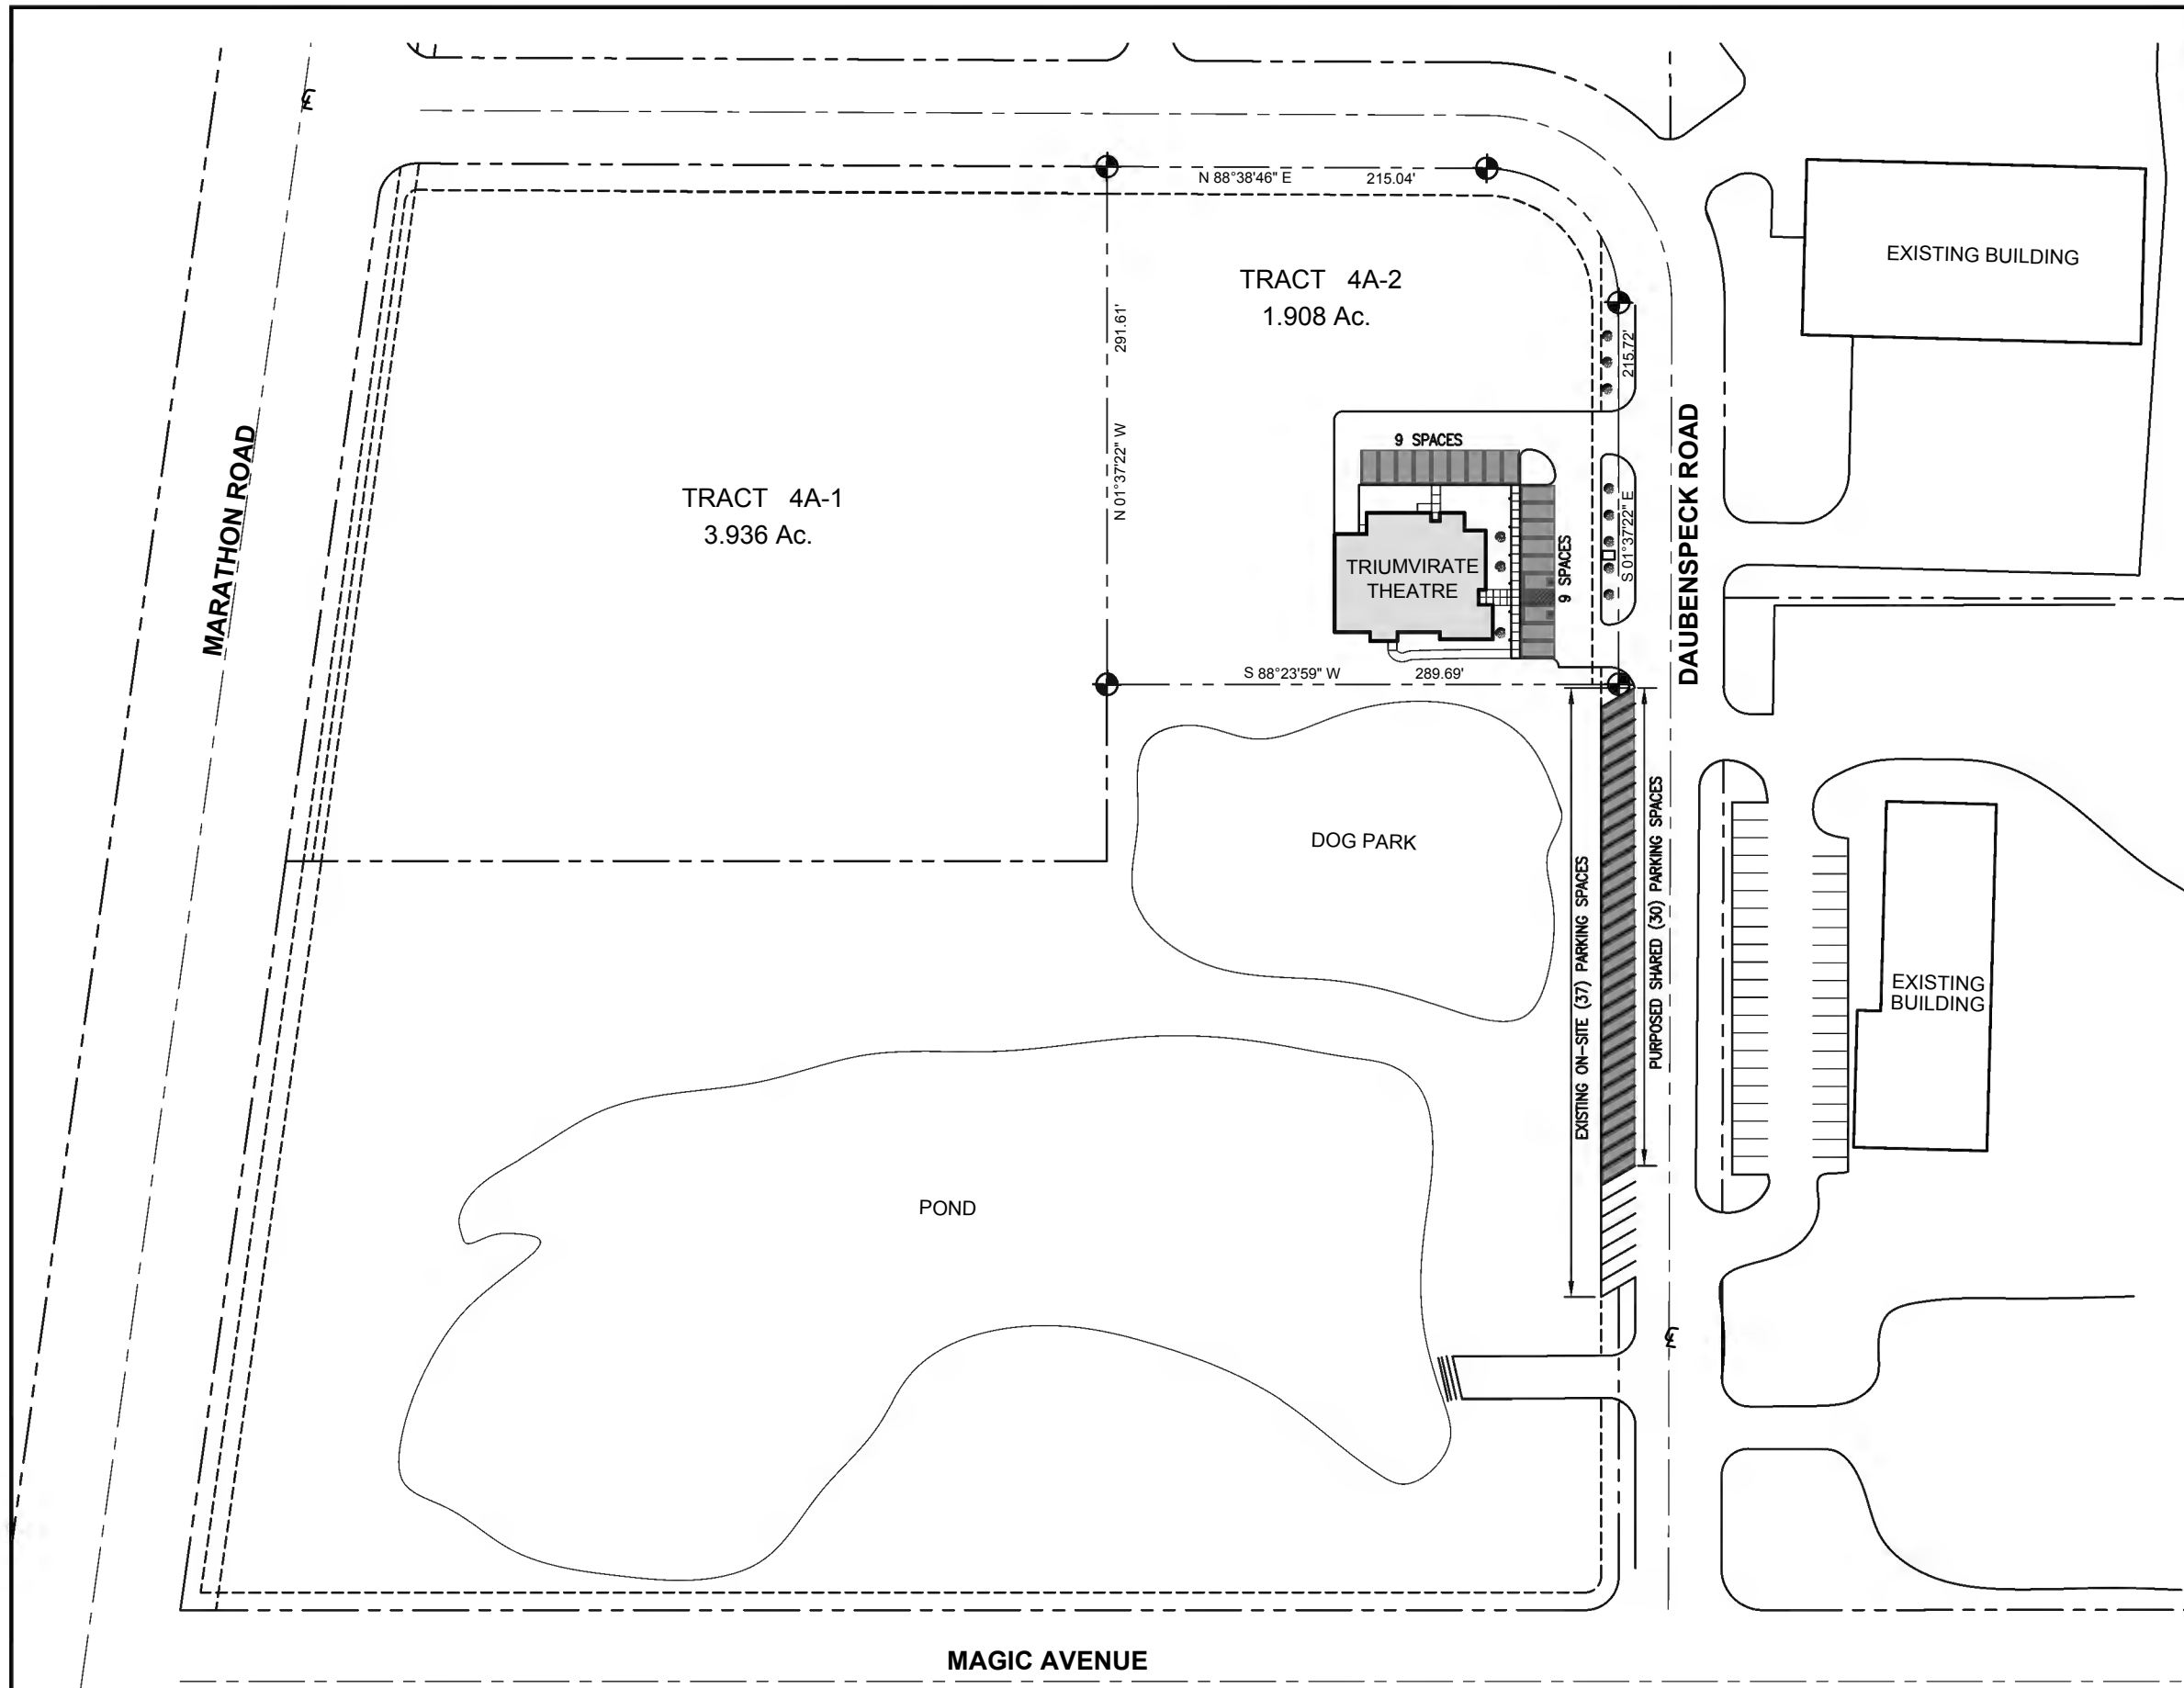 N 88°38'46" E 215.04'
EXISTING BUILDING
TRACT 4A-2
1.908 Ac.
291.61'
N 01°37'22" W
215.72'
S 01°37'22" E
DAUBENSPECK ROAD
MARATHON ROAD
9 SPACES
TRACT 4A-1
3.936 Ac.
TRIUMVIRATE
THEATRE
9 SPACES
S 88°23'59" W 289.69'
DOG PARK
EXISTING ON-SITE (37) PARKING SPACES
PURPOSED SHARED (30) PARKING SPACES
EXISTING
BUILDING
POND
MAGIC AVENUE